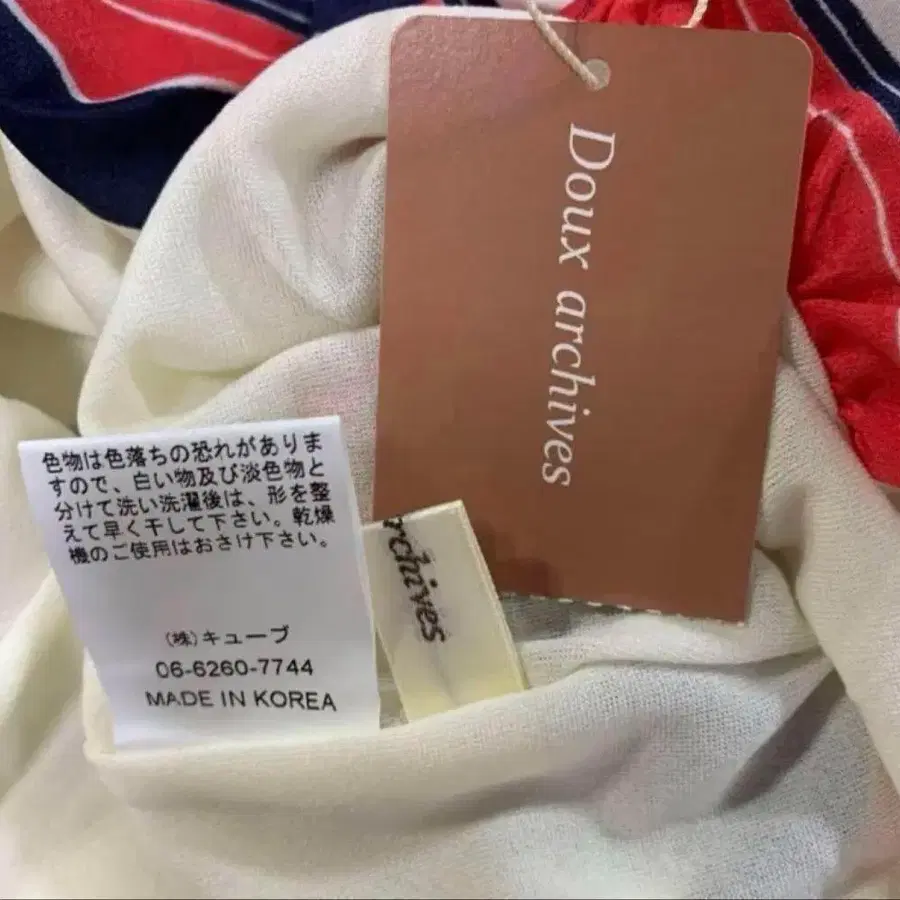 Doux archives
色物は色落ちの恐れがありま
すので、白い物及び淡色物と
分けて洗い洗濯後は、形を整
えて早く干して下さい。乾燥
機のご使用はおさけ下さい。
(株)キューブ
06-6260-7744
MADE IN KOREA
rchives